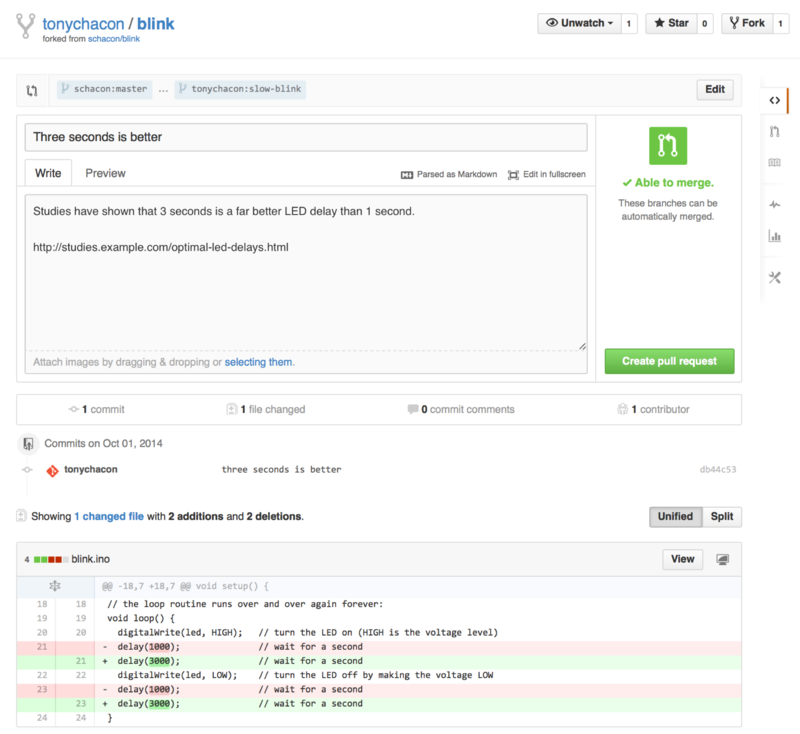 tonychacon / blink
forked from schacon/blink
Unwatch 1 Star 0 Fork 1
schacon:master ... tonychacon:slow-blink Edit
Three seconds is better
Write Preview Parsed as Markdown Edit in fullscreen
Studies have shown that 3 seconds is a far better LED delay than 1 second.
http://studies.example.com/optimal-led-delays.html
Attach images by dragging & dropping or selecting them.
Able to merge.
These branches can be
automatically merged.
Create pull request
1 commit 1 file changed 0 commit comments 1 contributor
Commits on Oct 01, 2014
tonychacon three seconds is better db44c53
Showing 1 changed file with 2 additions and 2 deletions. Unified Split
4 blink.ino View
@@ -18,7 +18,7 @@ void setup() {
18 18 // the loop routine runs over and over again forever:
19 19 void loop() {
20 20 digitalWrite(led, HIGH); // turn the LED on (HIGH is the voltage level)
21 - delay(1000); // wait for a second
21 + delay(3000); // wait for a second
22 22 digitalWrite(led, LOW); // turn the LED off by making the voltage LOW
23 - delay(1000); // wait for a second
23 + delay(3000); // wait for a second
24 24 }